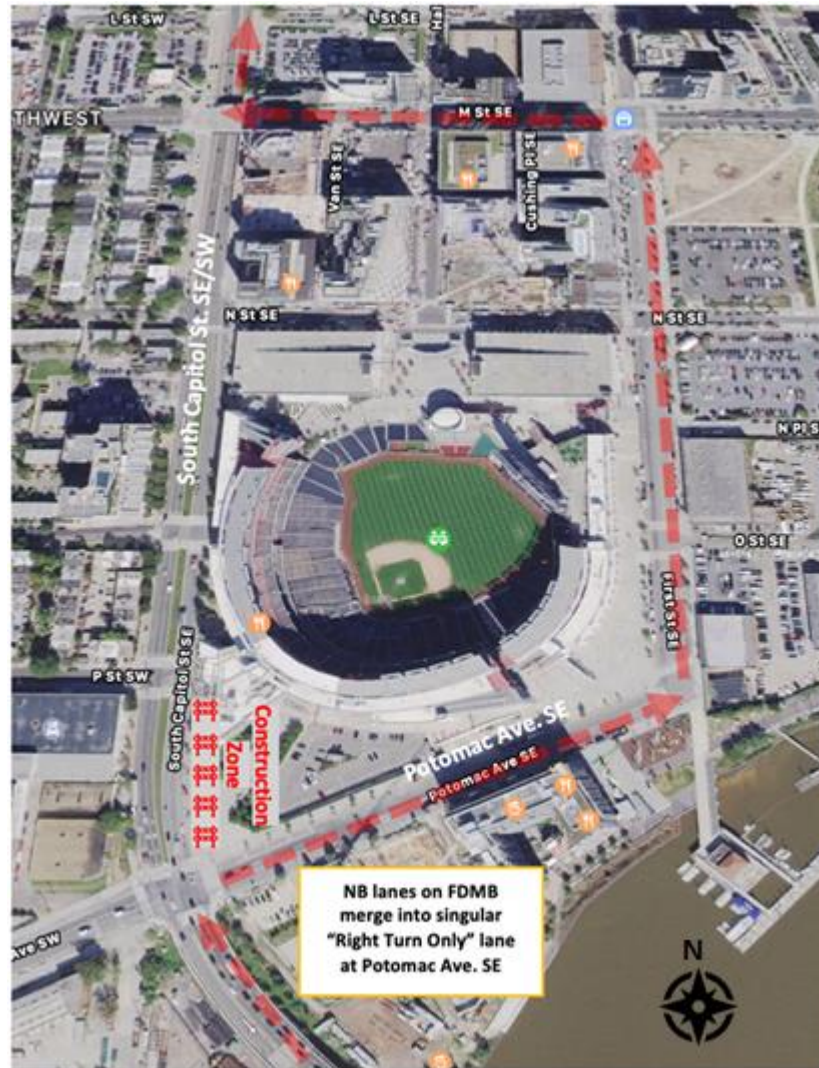 L St SW
L St SE
Hal
THWEST
M St SE
Van St SE
Cushing Pl SE
South Capitol St. SE/SW
N St SE
N St SE
N Pl S
O St SE
First St SE
P St SW
South Capitol St SE
Construction
Zone
Potomac Ave. SE
Potomac Ave SE
Ave SW
NB lanes on FDMB
merge into singular
“Right Turn Only” lane
at Potomac Ave. SE
N